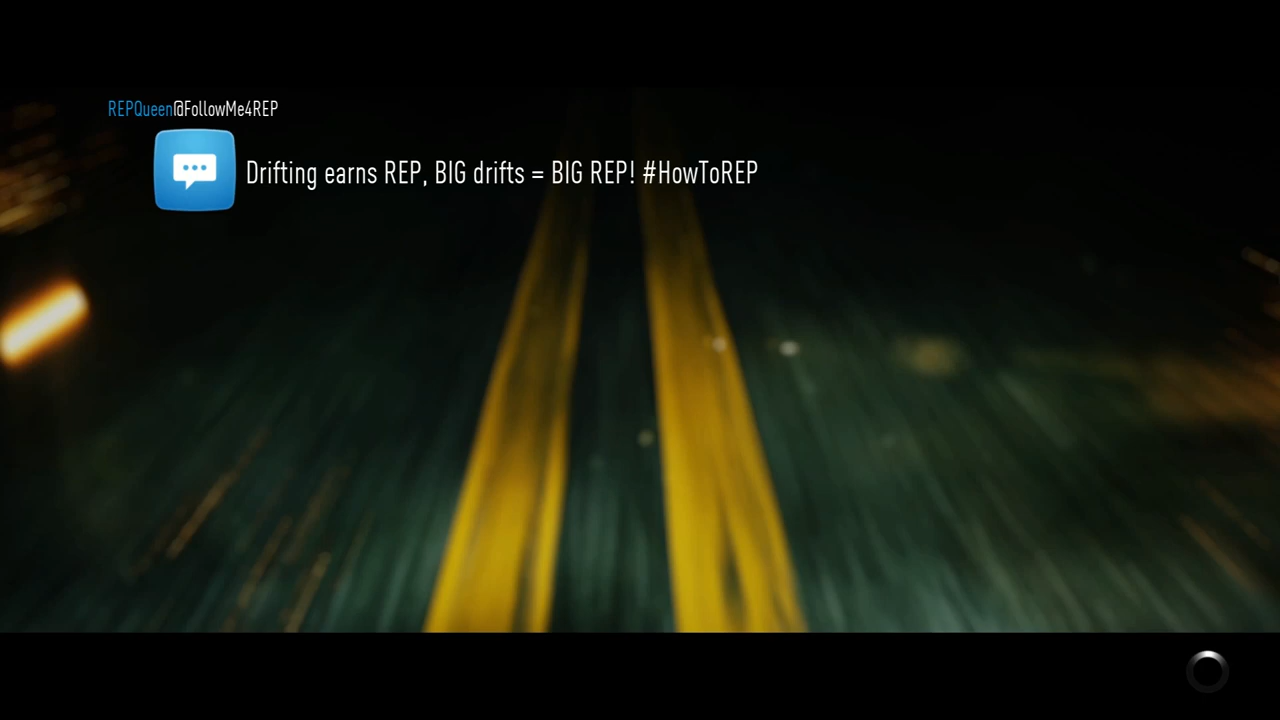 REPQueen@FollowMe4REP
Drifting earns REP, BIG drifts = BIG REP! #HowToREP